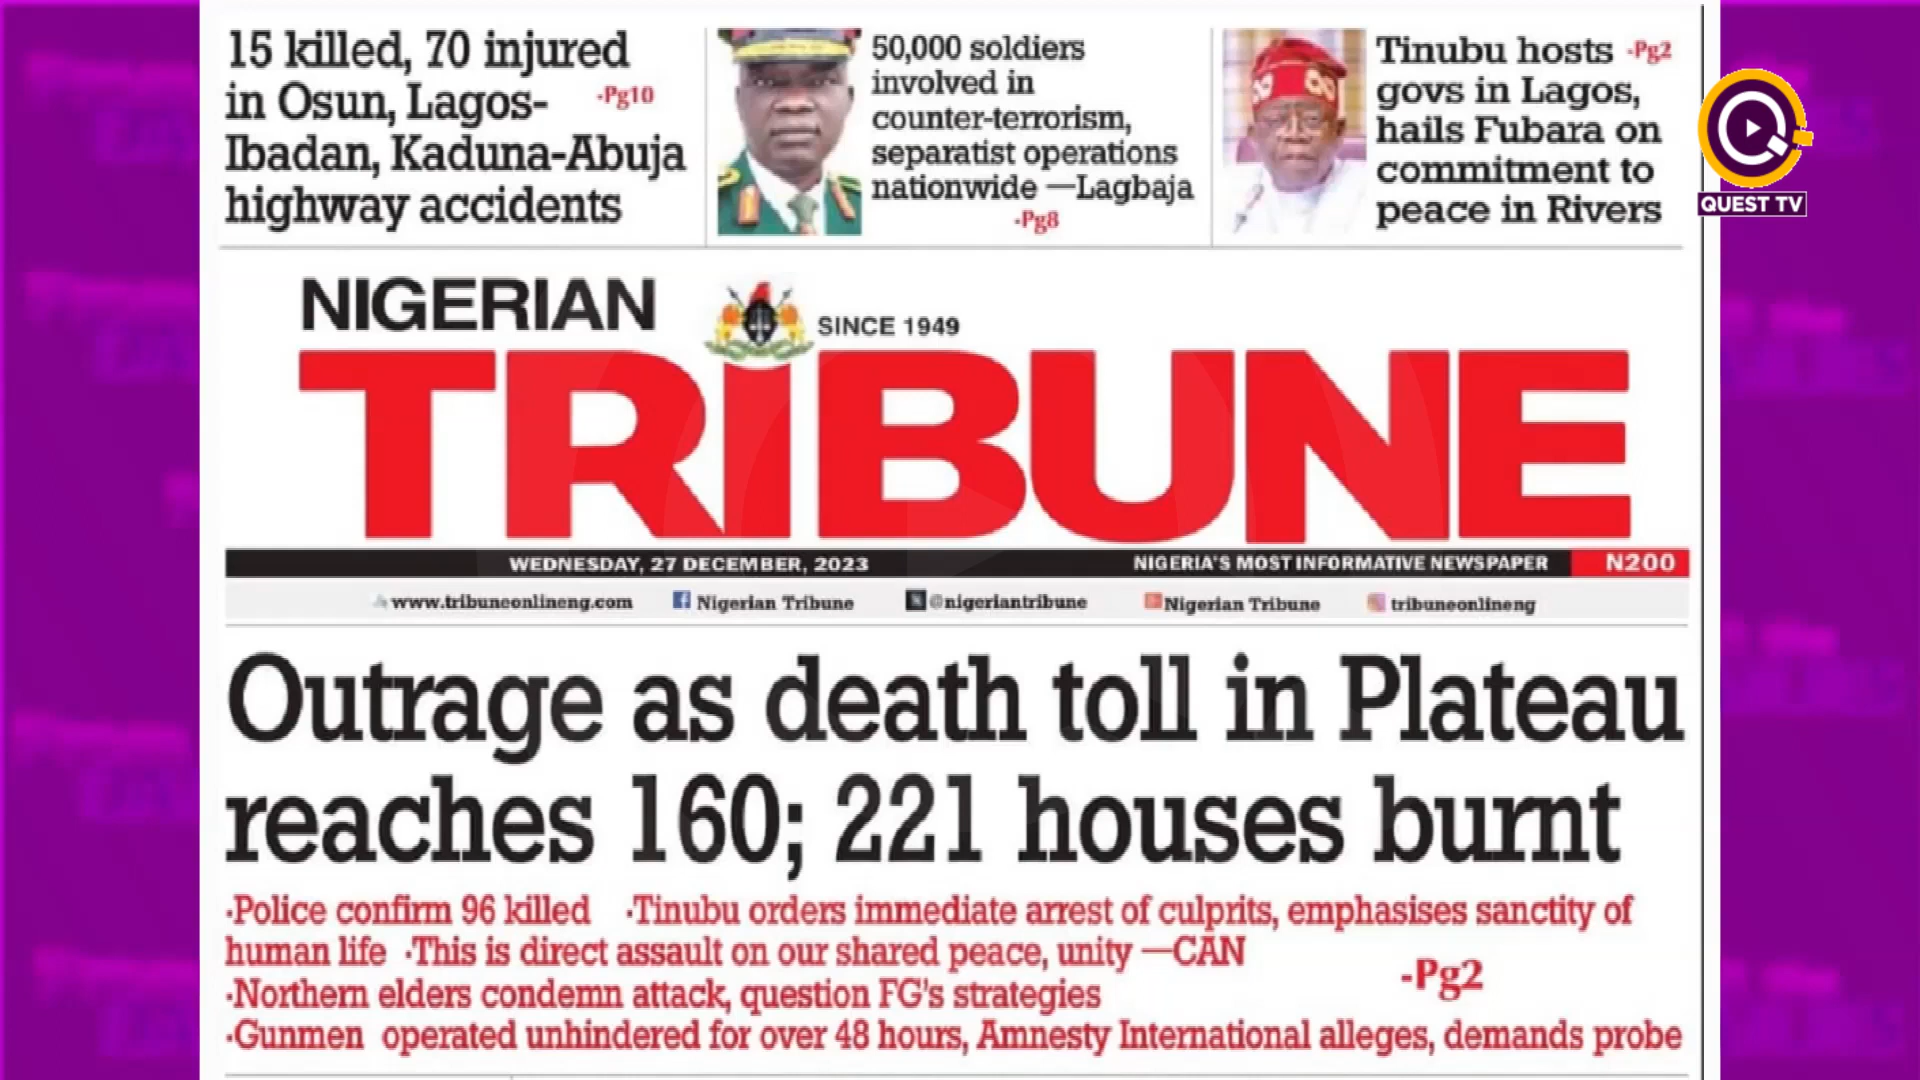 15 killed, 70 injured
in Osun, Lagos- -Pg10
Ibadan, Kaduna-Abuja
highway accidents
50,000 soldiers
involved in
counter-terrorism,
separatist operations
nationwide —Lagbaja
-Pg8
Tinubu hosts -Pg2
govs in Lagos,
hails Fubara on
commitment to
peace in Rivers
QUEST TV
NIGERIAN
SINCE 1949
TRIBUNE
WEDNESDAY, 27 DECEMBER, 2023 NIGERIA'S MOST INFORMATIVE NEWSPAPER N200
www.tribuneonlineng.com Nigerian Tribune @nigeriantribune Nigerian Tribune tribuneonlineng
Outrage as death toll in Plateau
reaches 160; 221 houses burnt
·Police confirm 96 killed ·Tinubu orders immediate arrest of culprits, emphasises sanctity of
human life ·This is direct assault on our shared peace, unity —CAN
-Pg2
·Northern elders condemn attack, question FG's strategies
·Gunmen operated unhindered for over 48 hours, Amnesty International alleges, demands probe